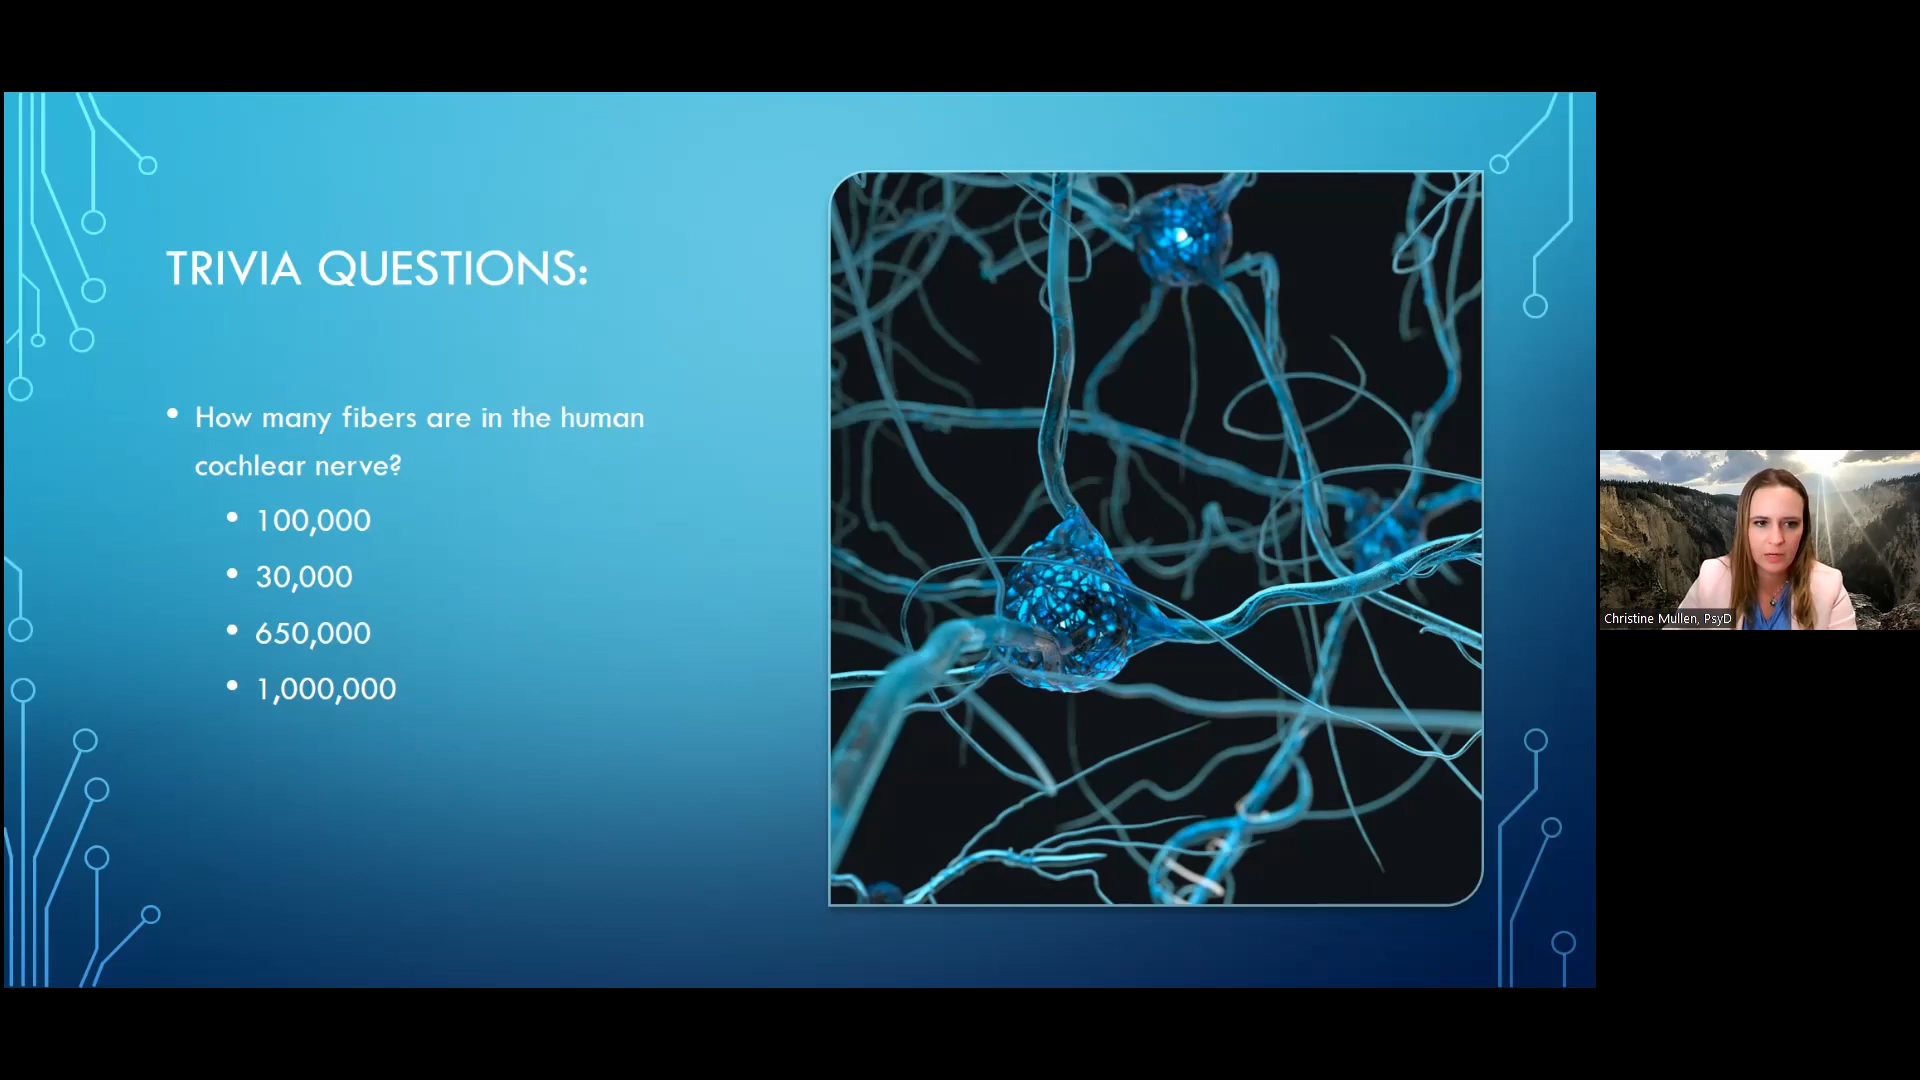 TRIVIA QUESTIONS:
• How many fibers are in the human
cochlear nerve?
• 100,000
• 30,000
• 650,000
• 1,000,000
Christine Mullen, PsyD